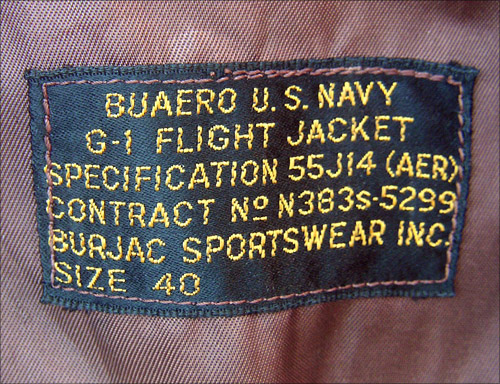 BUAERO U.S. NAVY
G-1 FLIGHT JACKET
SPECIFICATION 55J14 (AER)
CONTRACT Nº N383s-5299
BURJAC SPORTSWEAR INC.
SIZE 40